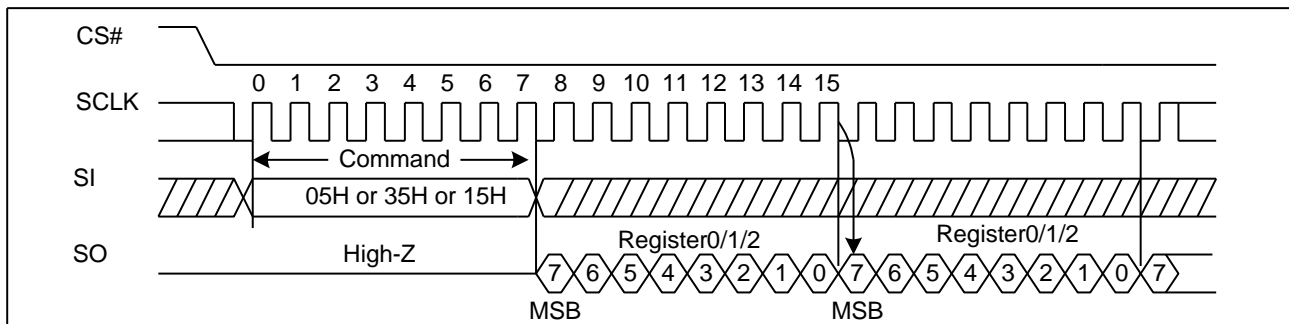 CS#
0 1 2 3 4 5 6 7 8 9 10 11 12 13 14 15
SCLK
Command
SI
05H or 35H or 15H
Register0/1/2 Register0/1/2
SO High-Z
7 6 5 4 3 2 1 0 7 6 5 4 3 2 1 0 7
MSB MSB